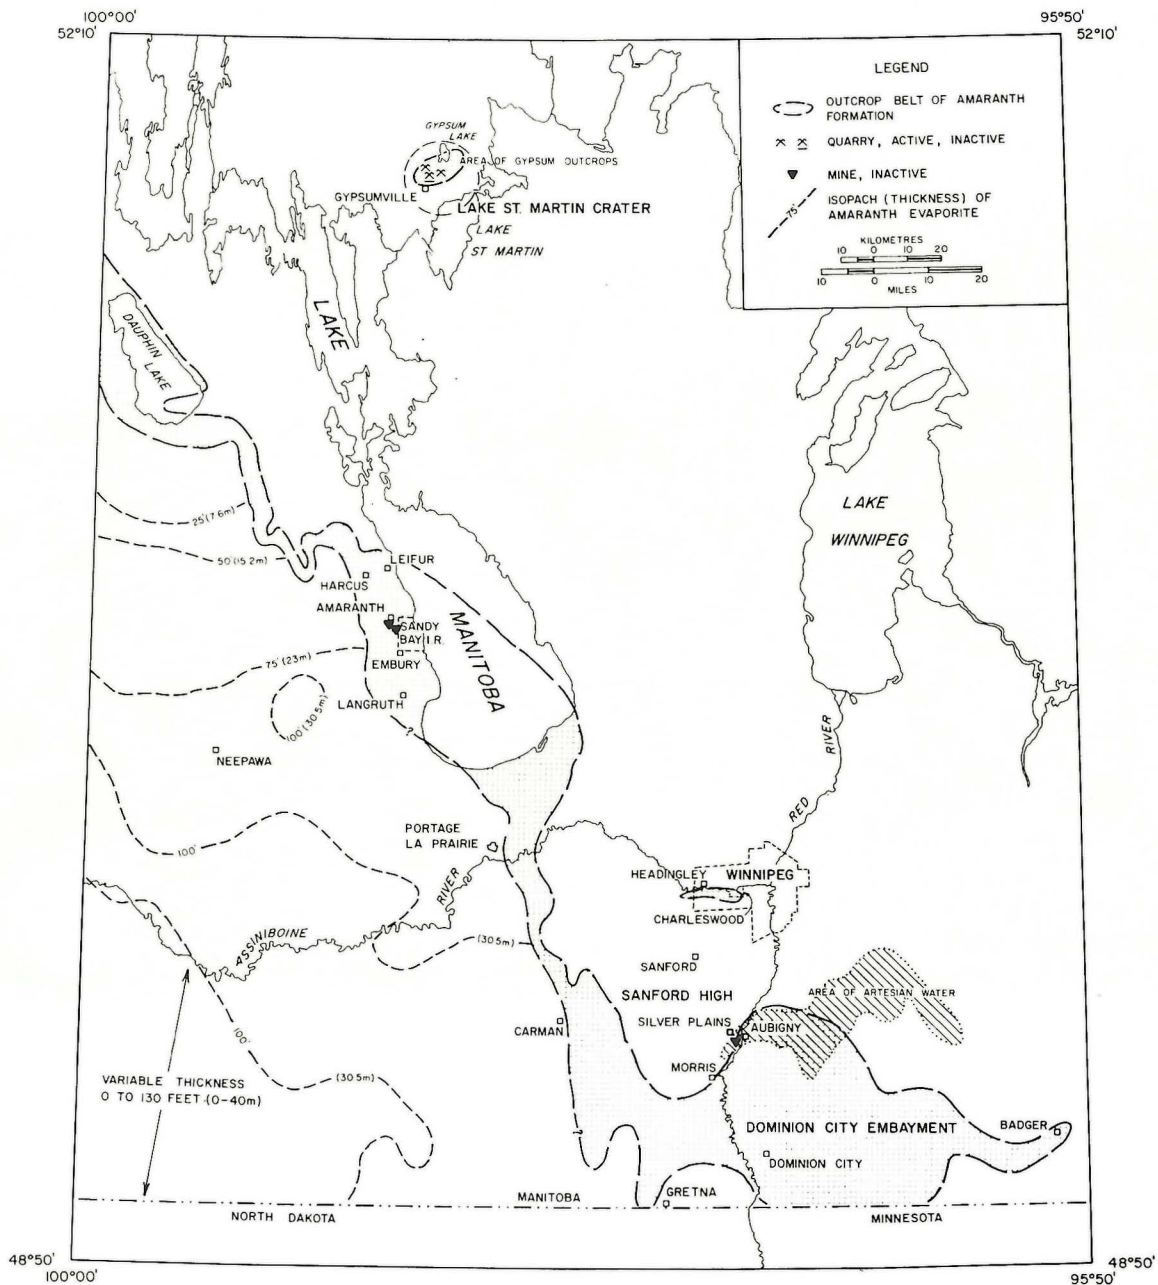 100°00'
95°50'
52°10'
52°10'
LEGEND
OUTCROP BELT OF AMARANTH
FORMATION
QUARRY, ACTIVE, INACTIVE
MINE, INACTIVE
75'
ISOPACH (THICKNESS) OF
AMARANTH EVAPORITE
KILOMETRES
10 0 10 20
10 0 10 20
MILES
GYPSUM
LAKE
AREA OF GYPSUM OUTCROPS
GYPSUMVILLE
LAKE ST. MARTIN CRATER
LAKE
ST MARTIN
DAUPHIN
LAKE
LAKE
MANITOBA
LAKE
WINNIPEG
25'(7.6m)
50'(15.2m)
LEIFUR
HARCUS
AMARANTH
SANDY
BAY I.R.
EMBURY
75' (23m)
LANGRUTH
?
100'(30.5m)
NEEPAWA
RIVER
RED
PORTAGE
LA PRAIRIE
100'
HEADINGLEY
WINNIPEG
CHARLESWOOD
RIVER
ASSINIBOINE
(30.5m)
SANFORD
SANFORD HIGH
AREA OF ARTESIAN WATER
SILVER PLAINS
AUBIGNY
CARMAN
100'
MORRIS
(30.5m)
VARIABLE THICKNESS
0 TO 130 FEET (0-40m)
?
DOMINION CITY EMBAYMENT
BADGER
DOMINION CITY
GRETNA
MANITOBA
NORTH DAKOTA
MINNESOTA
48°50'
48°50'
100°00'
95°50'